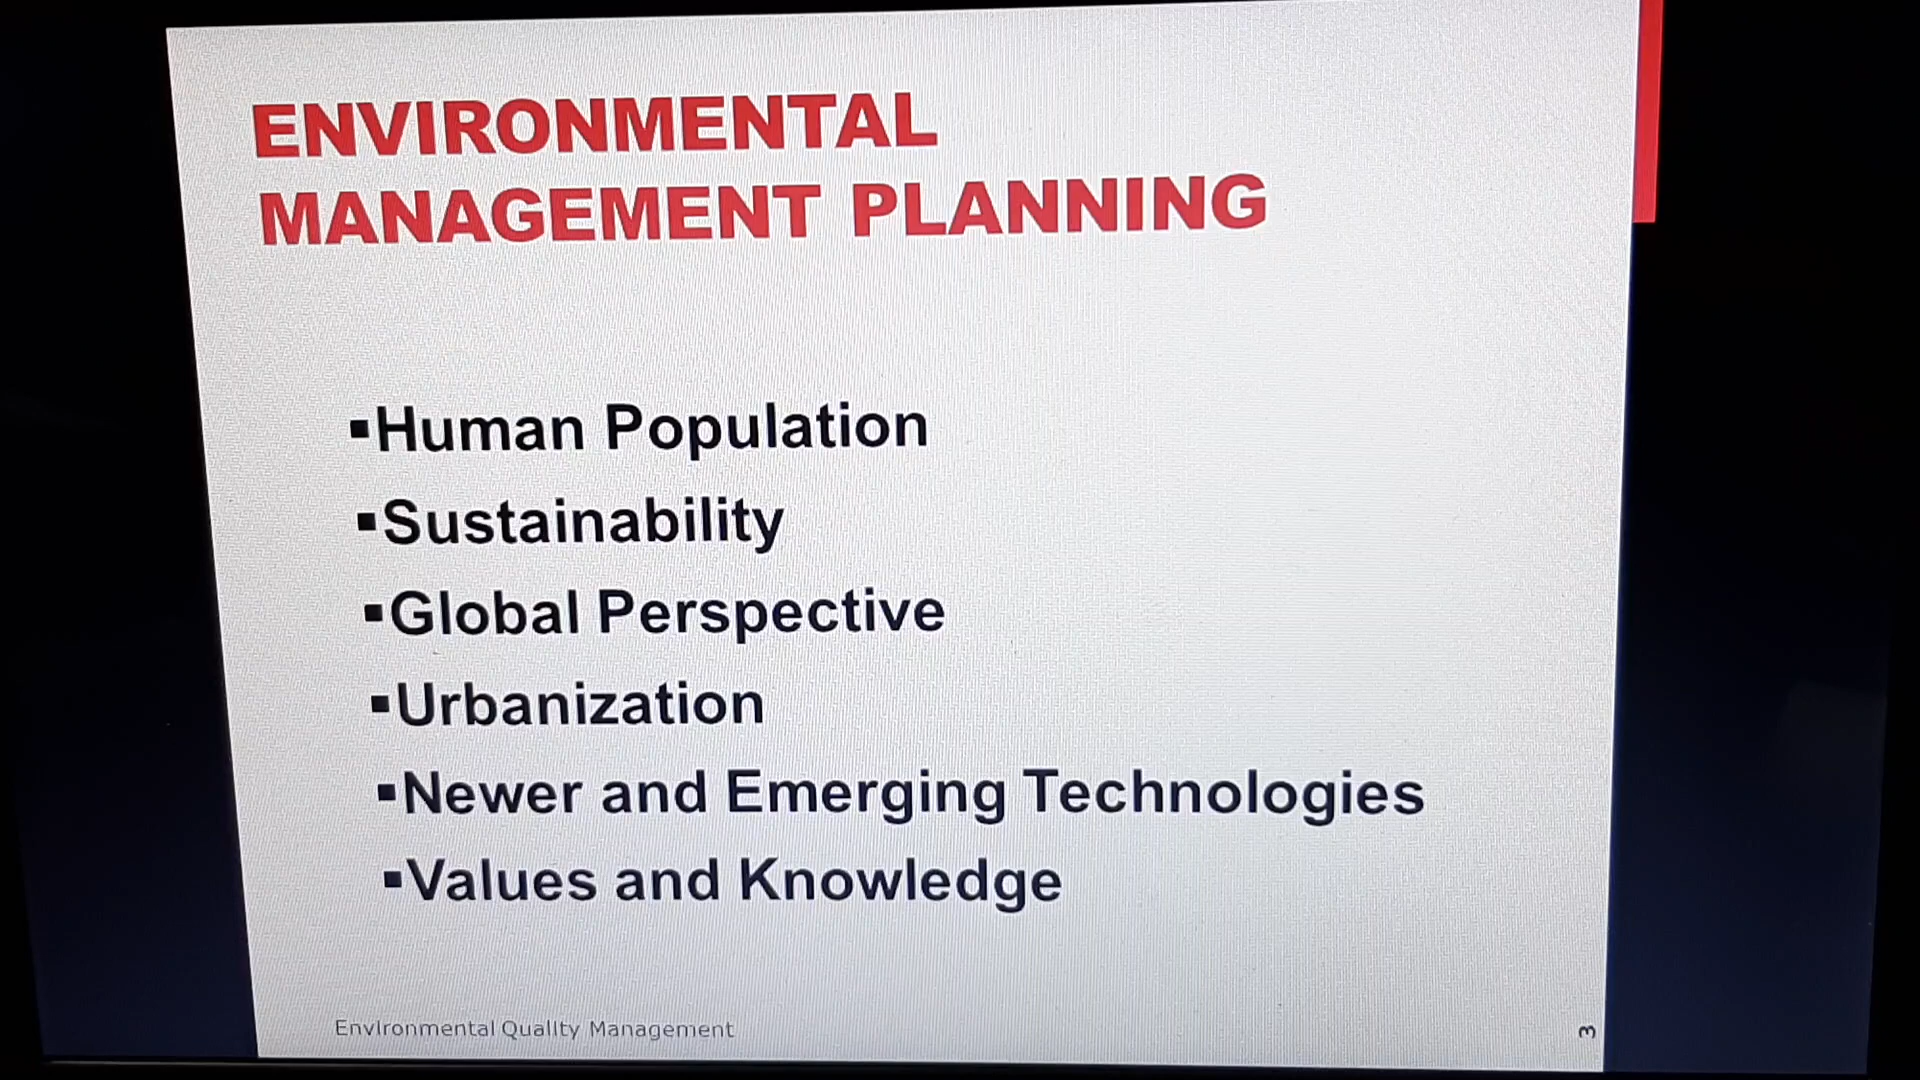 ENVIRONMENTAL
MANAGEMENT PLANNING
▪Human Population
▪Sustainability
▪Global Perspective
▪Urbanization
▪Newer and Emerging Technologies
▪Values and Knowledge
Environmental Quality Management
3